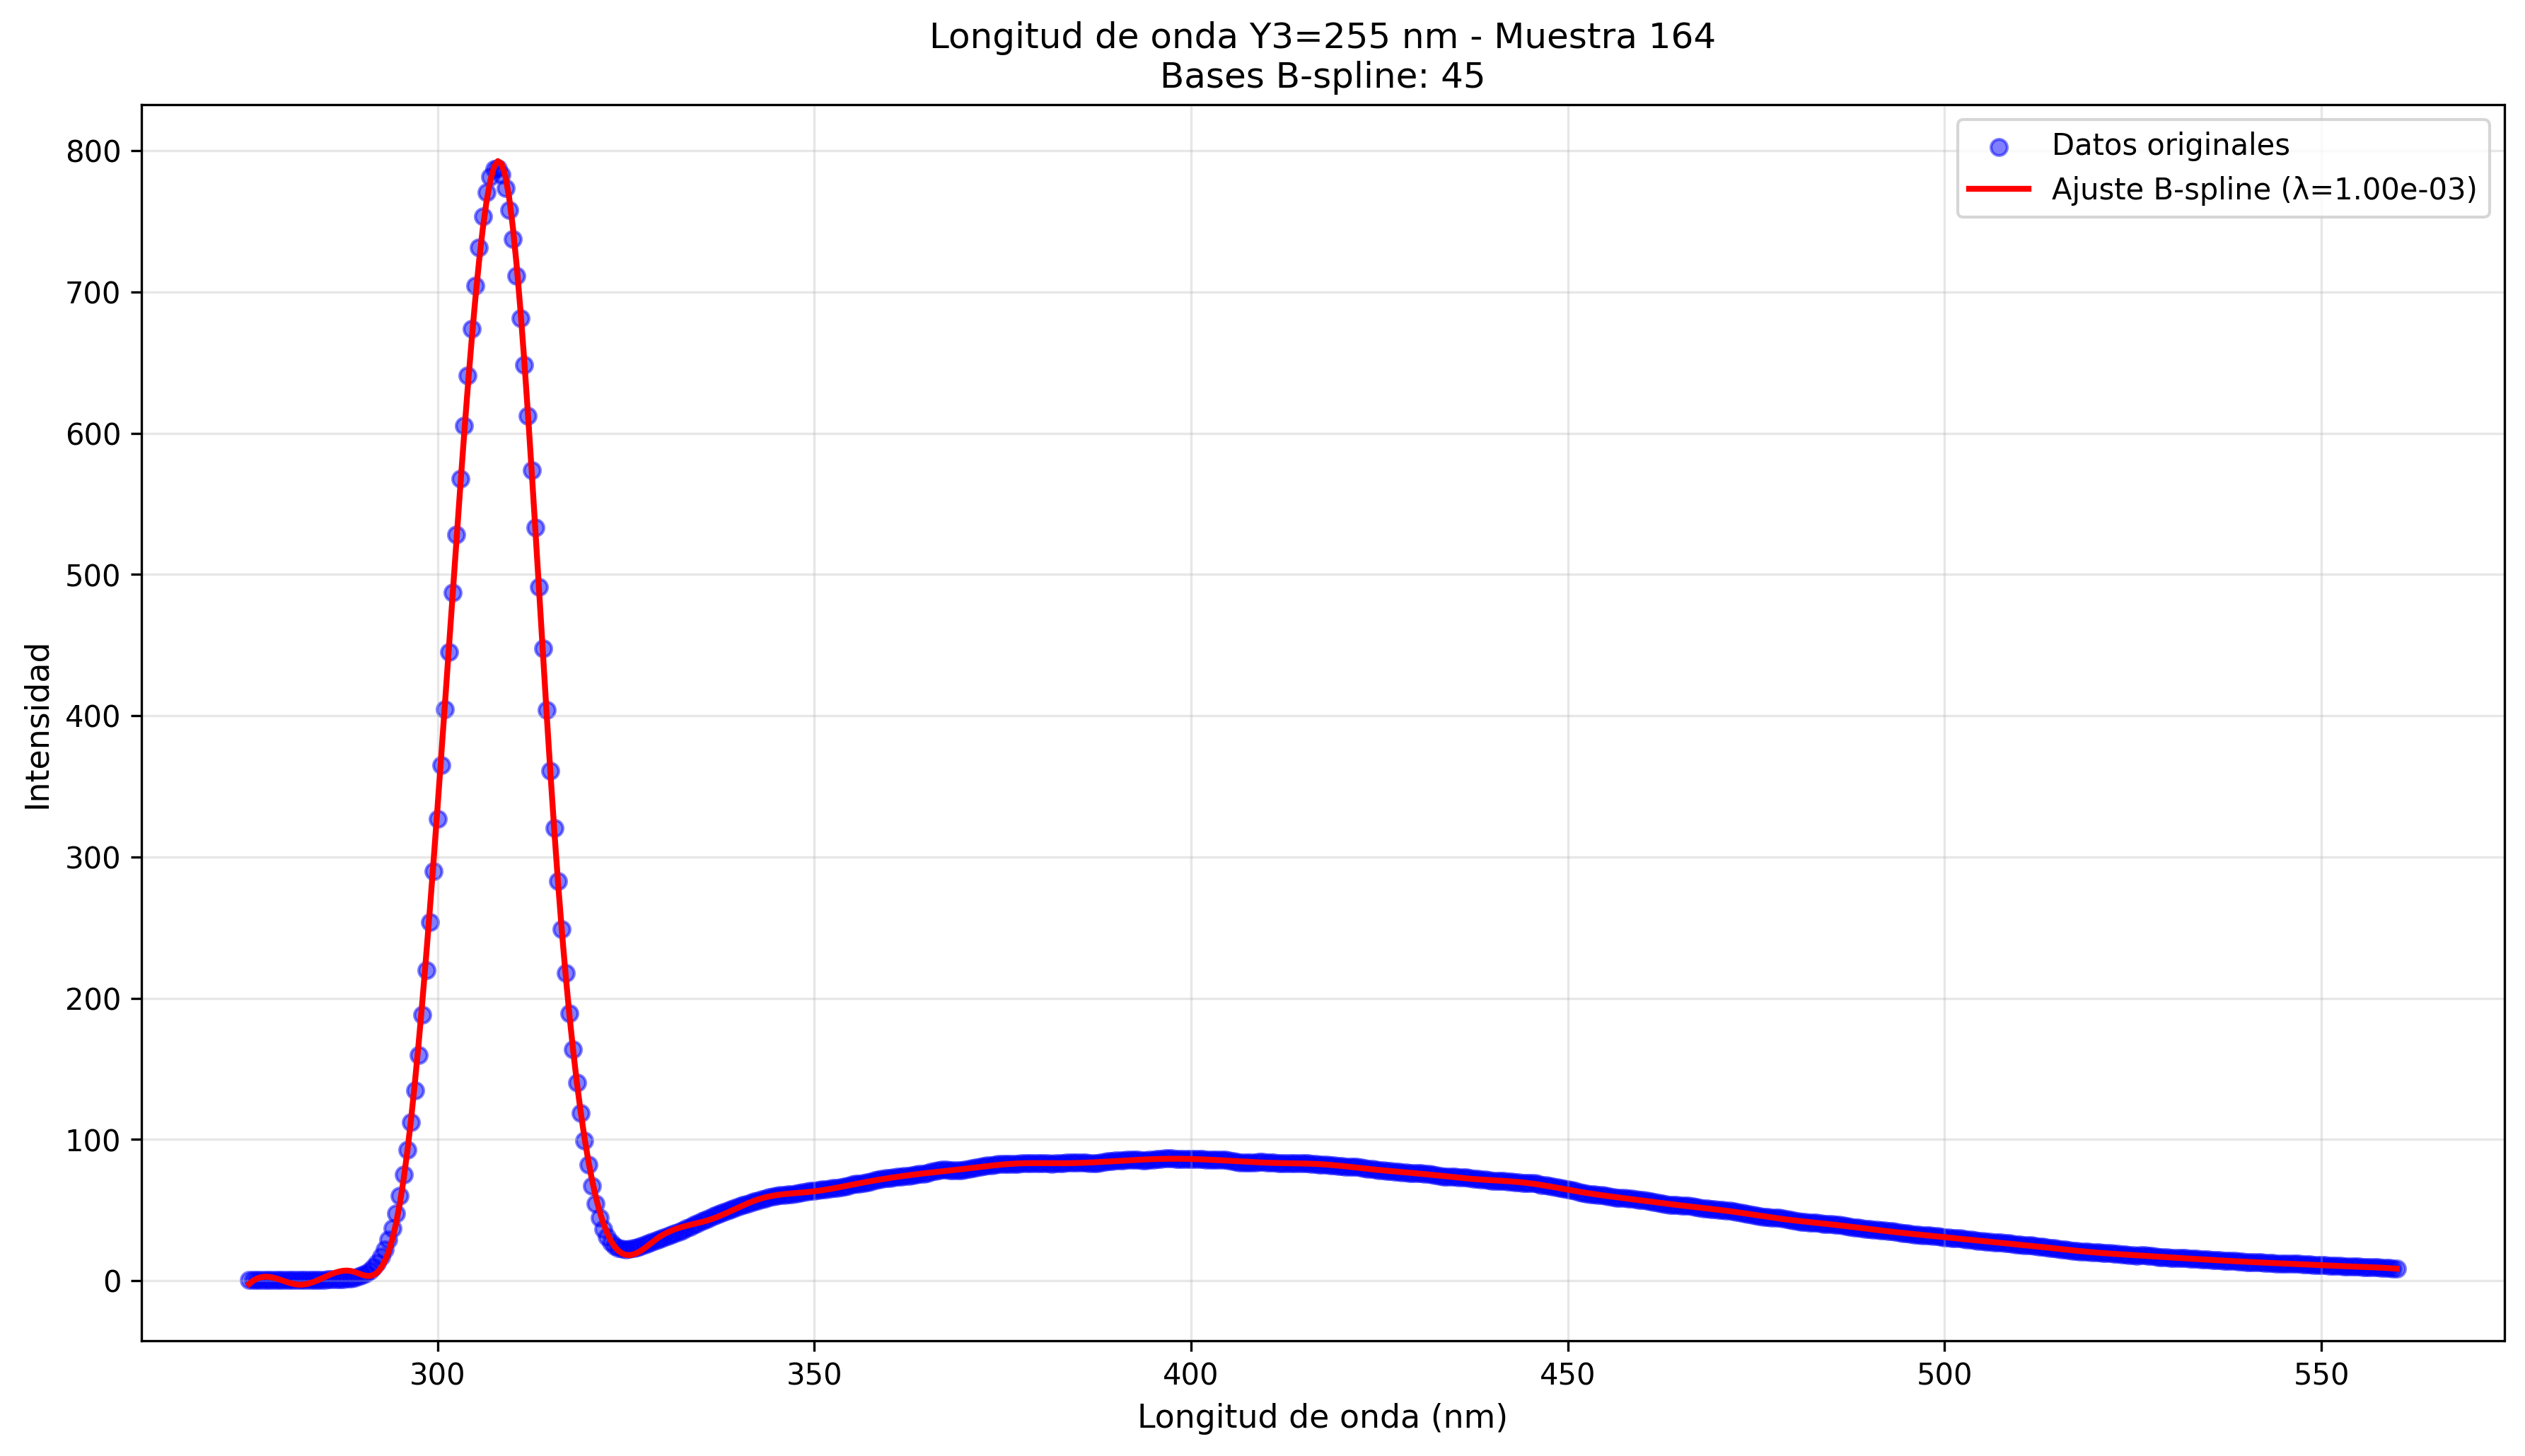 Longitud de onda Y3=255 nm - Muestra 164
Bases B-spline: 45
Datos originales
Ajuste B-spline (λ=1.00e-03)
Intensidad
800
700
600
500
400
300
200
100
0
300 350 400 450 500 550
Longitud de onda (nm)